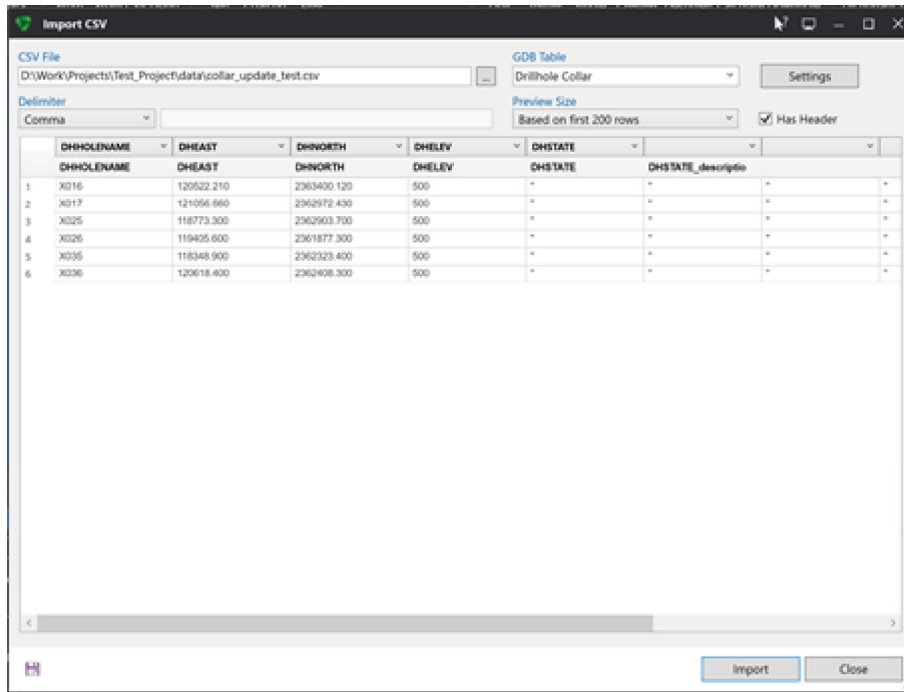 Import CSV
CSV File
GDB Table
D:\Work\Projects\Test_Project\data\collar_update_test.csv
...
Drillhole Collar
Settings
Delimiter
Preview Size
Comma
Based on first 200 rows
Has Header
DHHOLENAME DHEAST DHNORTH DHELEV DHSTATE
DHHOLENAME DHEAST DHNORTH DHELEV DHSTATE DHSTATE_descriptio
1 X016 120522.210 2363400.120 500 * * * *
2 X017 121056.660 2362972.430 500 * * * *
3 X025 118773.300 2362903.700 500 * * * *
4 X026 119405.600 2361877.300 500 * * * *
5 X035 118348.900 2362323.400 500 * * * *
6 X036 120618.400 2362408.300 500 * * * *
Import
Close